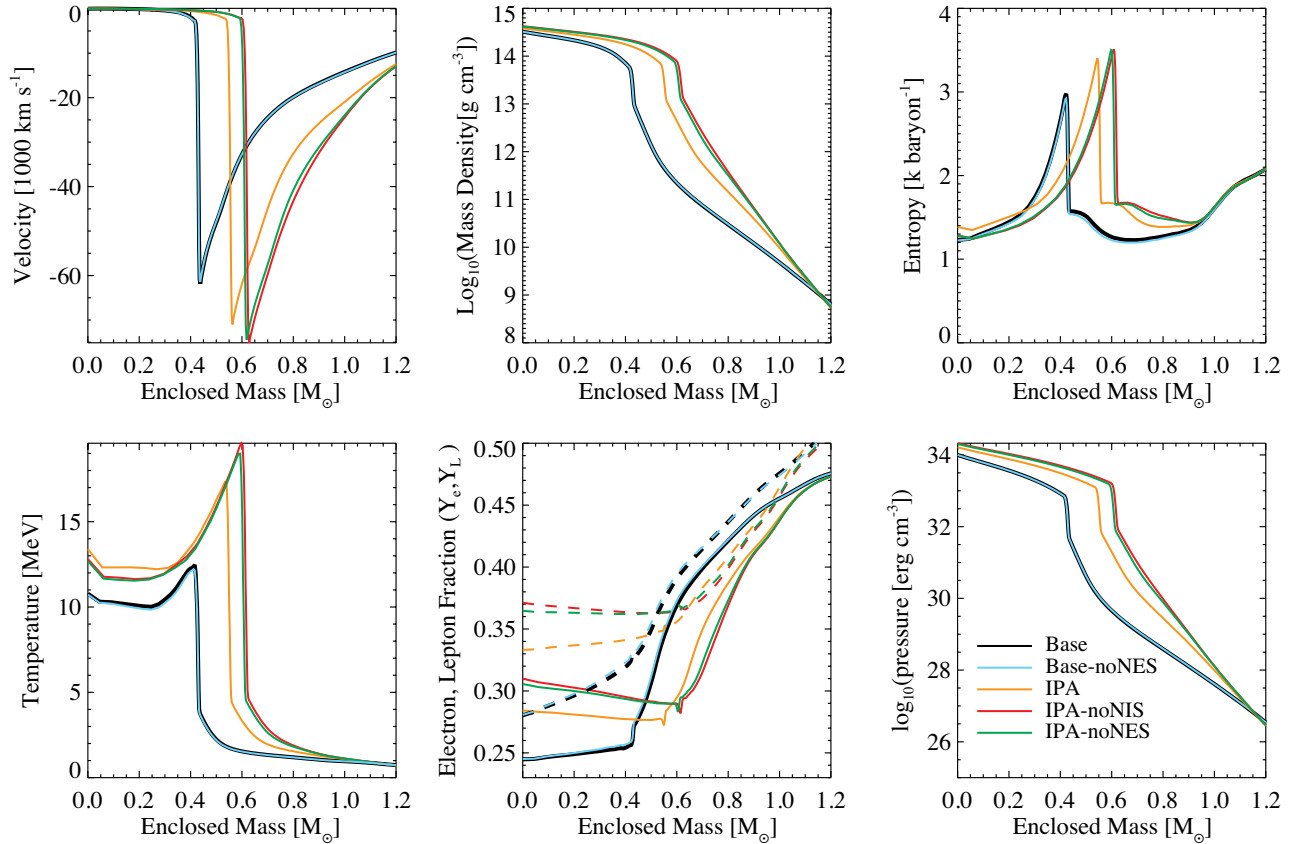 0
-20
-40
-60
Velocity [1000 km s⁻¹]
0.0 0.2 0.4 0.6 0.8 1.0 1.2
Enclosed Mass [M☉]
15
14
13
12
11
10
9
8
Log₁₀(Mass Density[g cm⁻³])
0.0 0.2 0.4 0.6 0.8 1.0 1.2
Enclosed Mass [M☉]
4
3
2
1
0
Entropy [k baryon⁻¹]
0.0 0.2 0.4 0.6 0.8 1.0 1.2
Enclosed Mass [M☉]
15
10
5
0
Temperature [MeV]
0.0 0.2 0.4 0.6 0.8 1.0 1.2
Enclosed Mass [M☉]
0.50
0.45
0.40
0.35
0.30
0.25
Electron, Lepton Fraction (Yₑ,Y_L)
0.0 0.2 0.4 0.6 0.8 1.0 1.2
Enclosed Mass [M☉]
34
32
30
28
26
log₁₀(pressure [erg cm⁻³])
Base
Base-noNES
IPA
IPA-noNIS
IPA-noNES
0.0 0.2 0.4 0.6 0.8 1.0 1.2
Enclosed Mass [M☉]